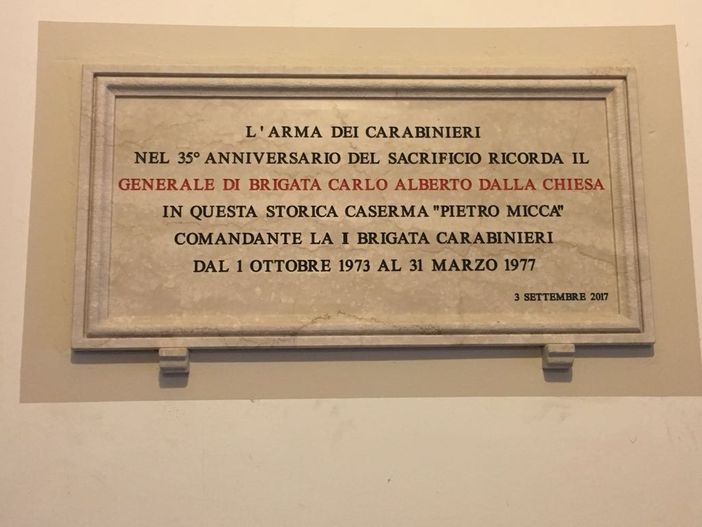 L'ARMA DEI CARABINIERI
NEL 35° ANNIVERSARIO DEL SACRIFICIO RICORDA IL
GENERALE DI BRIGATA CARLO ALBERTO DALLA CHIESA
IN QUESTA STORICA CASERMA "PIETRO MICCA"
COMANDANTE LA II BRIGATA CARABINIERI
DAL 1 OTTOBRE 1973 AL 31 MARZO 1977
3 SETTEMBRE 2017